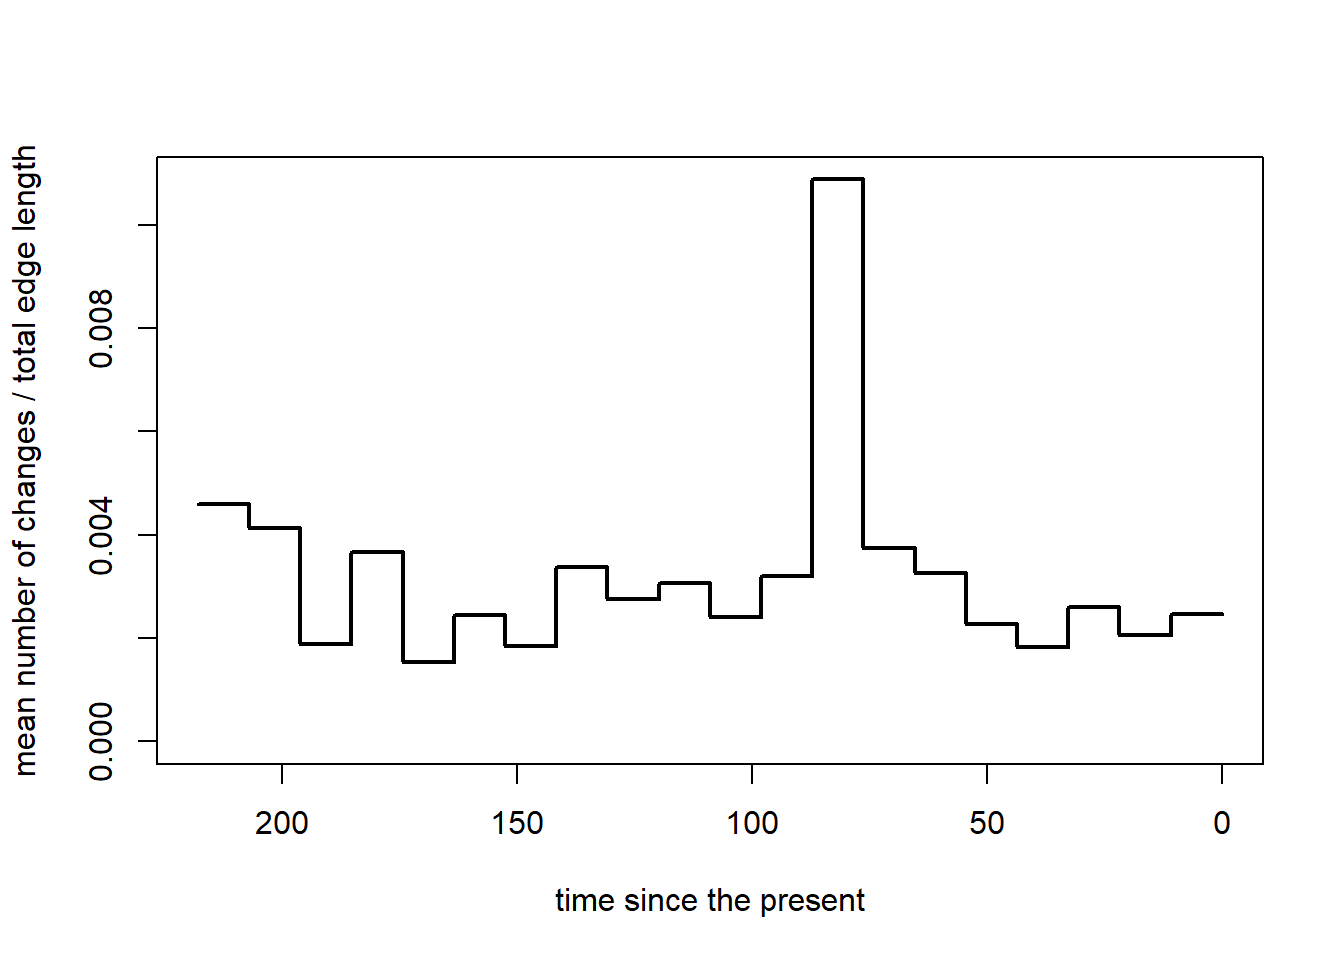 mean number of changes / total edge length
0.008
0.004
0.000
200 150 100 50 0
time since the present